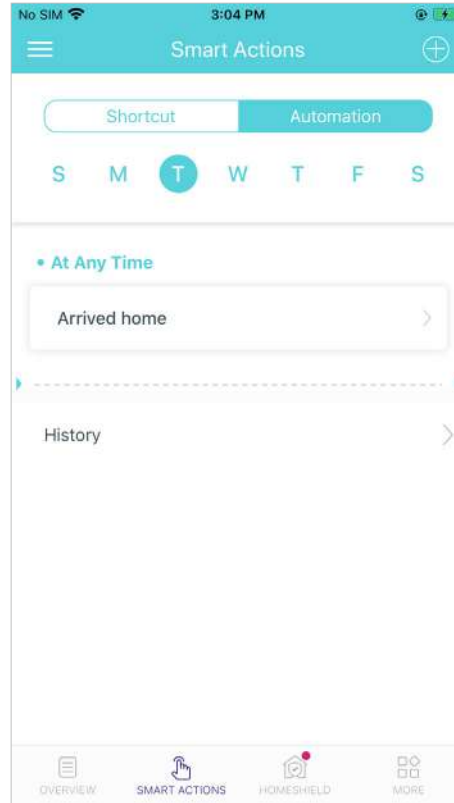 No SIM 3:04 PM
Smart Actions
Shortcut Automation
S M T W T F S
• At Any Time
Arrived home
History
OVERVIEW SMART ACTIONS HOMESHIELD MORE